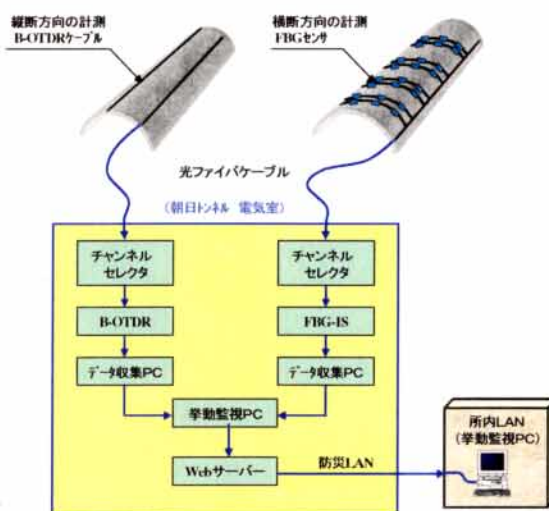 縦断方向の計測
B-OTDRケーブル
横断方向の計測
FBGセンサ
光ファイバケーブル
(朝日トンネル 電気室)
チャンネル
セレクタ
チャンネル
セレクタ
B-OTDR
FBG-IS
データ収集PC
データ収集PC
挙動監視PC
Webサーバー
防災LAN
所内LAN
(挙動監視PC)